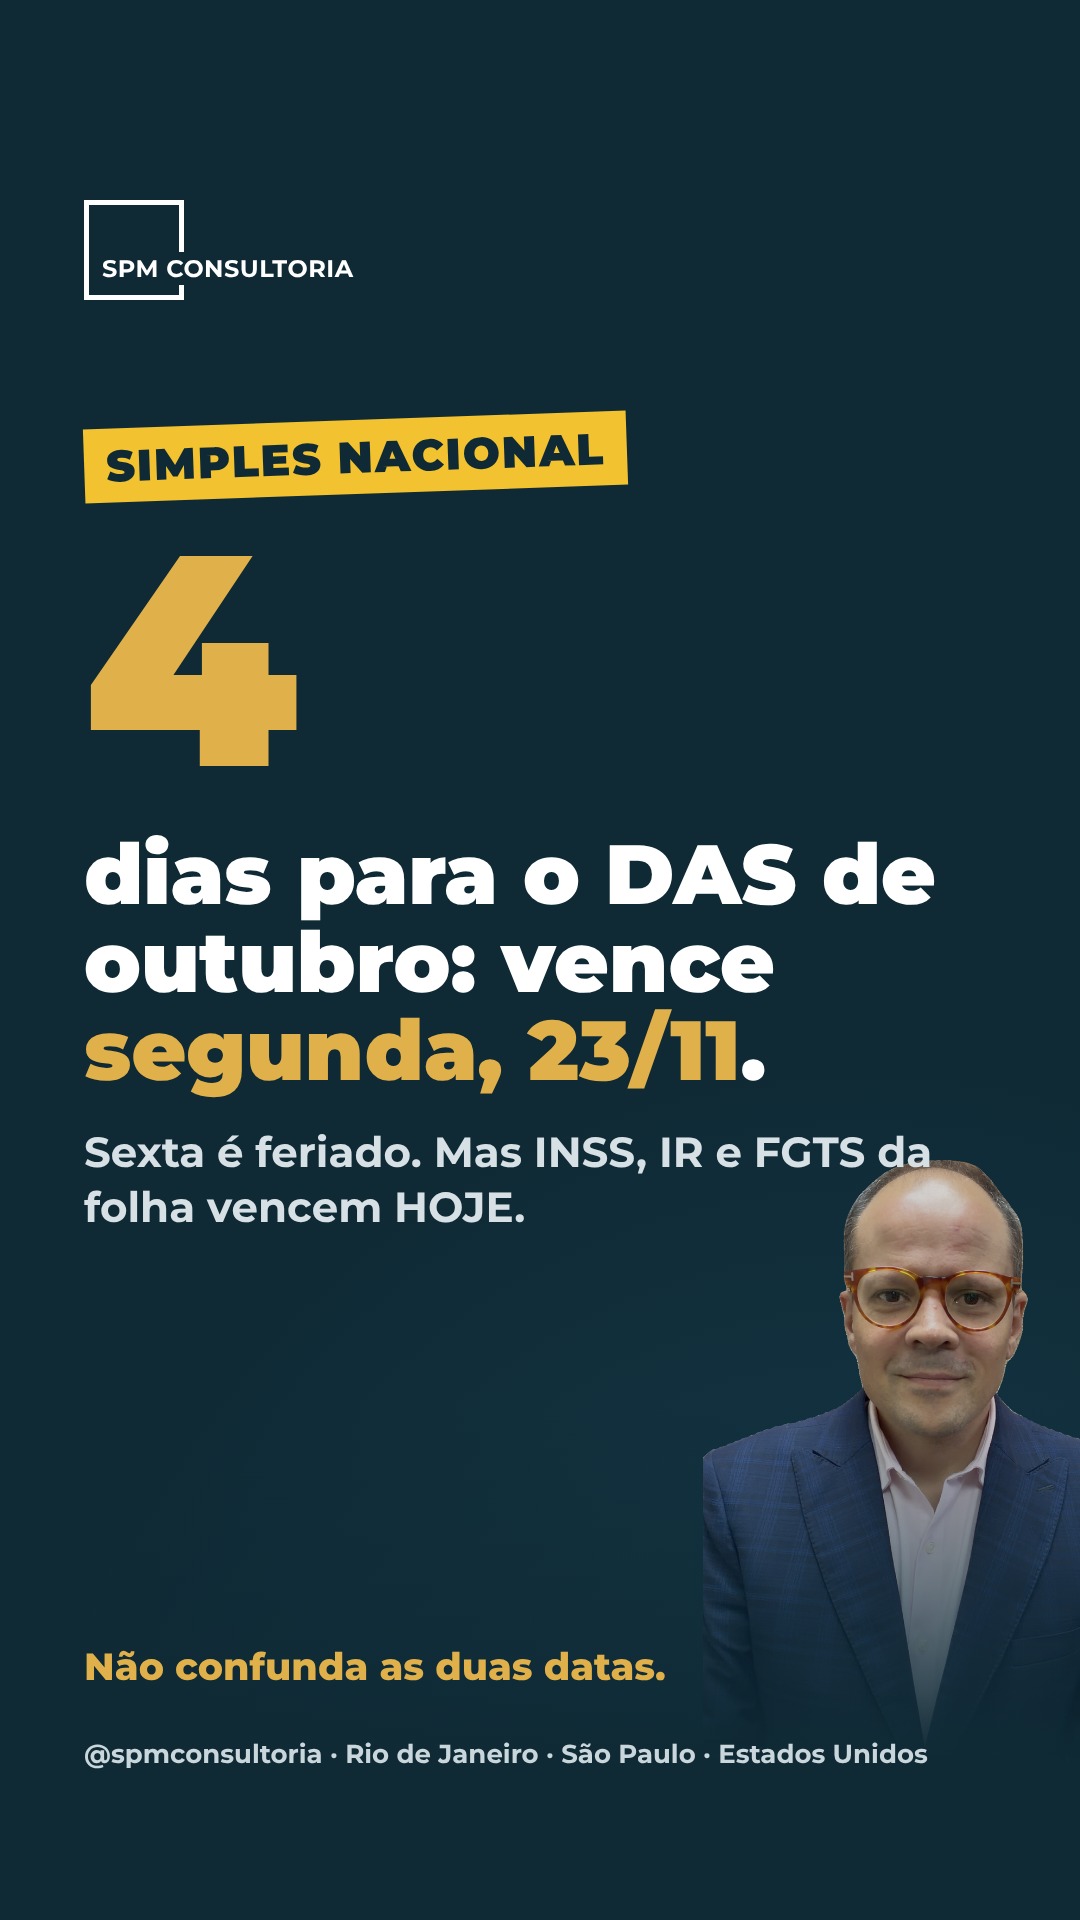 SPM CONSULTORIA
SIMPLES NACIONAL
4
dias para o DAS de
outubro: vence
segunda, 23/11.
Sexta é feriado. Mas INSS, IR e FGTS da
folha vencem HOJE.
Não confunda as duas datas.
@spmconsultoria · Rio de Janeiro · São Paulo · Estados Unidos